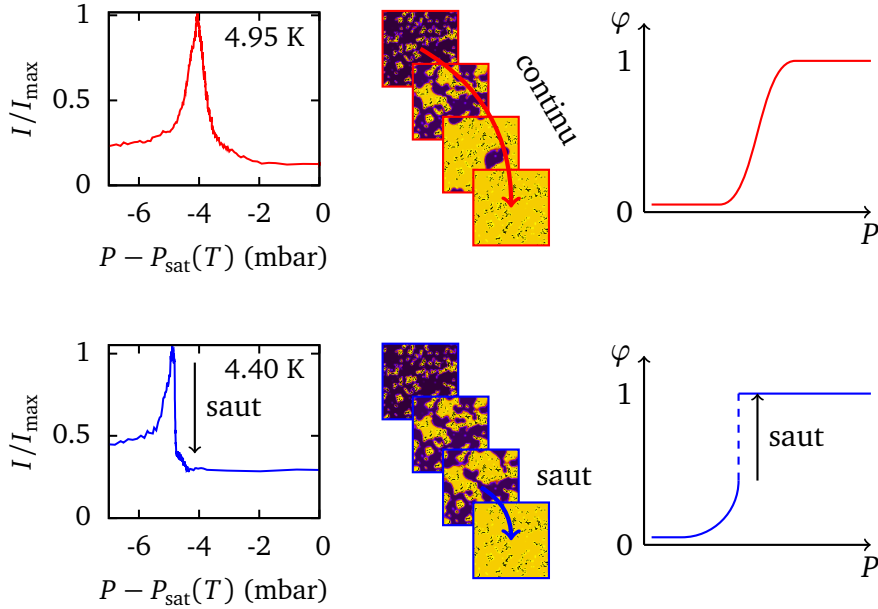 I/I_max
1
0.5
0
4.95 K
-6
-4
-2
0
P − P_sat(T) (mbar)
continu
φ
1
0
P
I/I_max
1
0.5
0
4.40 K
saut
-6
-4
-2
0
P − P_sat(T) (mbar)
saut
φ
1
0
saut
P